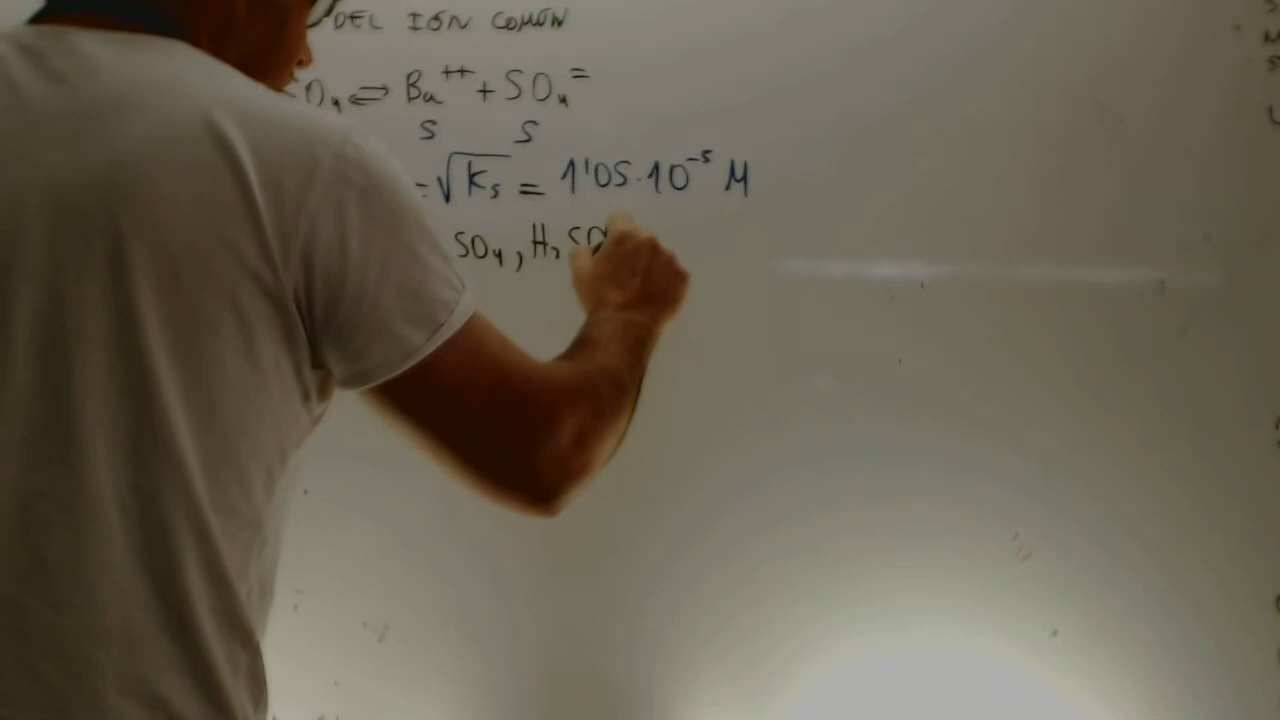 DEL IÓN COMÚN
O₄ ⇌ Ba⁺⁺ + SO₄⁼
s s
= √Ks = 1'05·10⁻⁵ M
SO₄, H₂SO